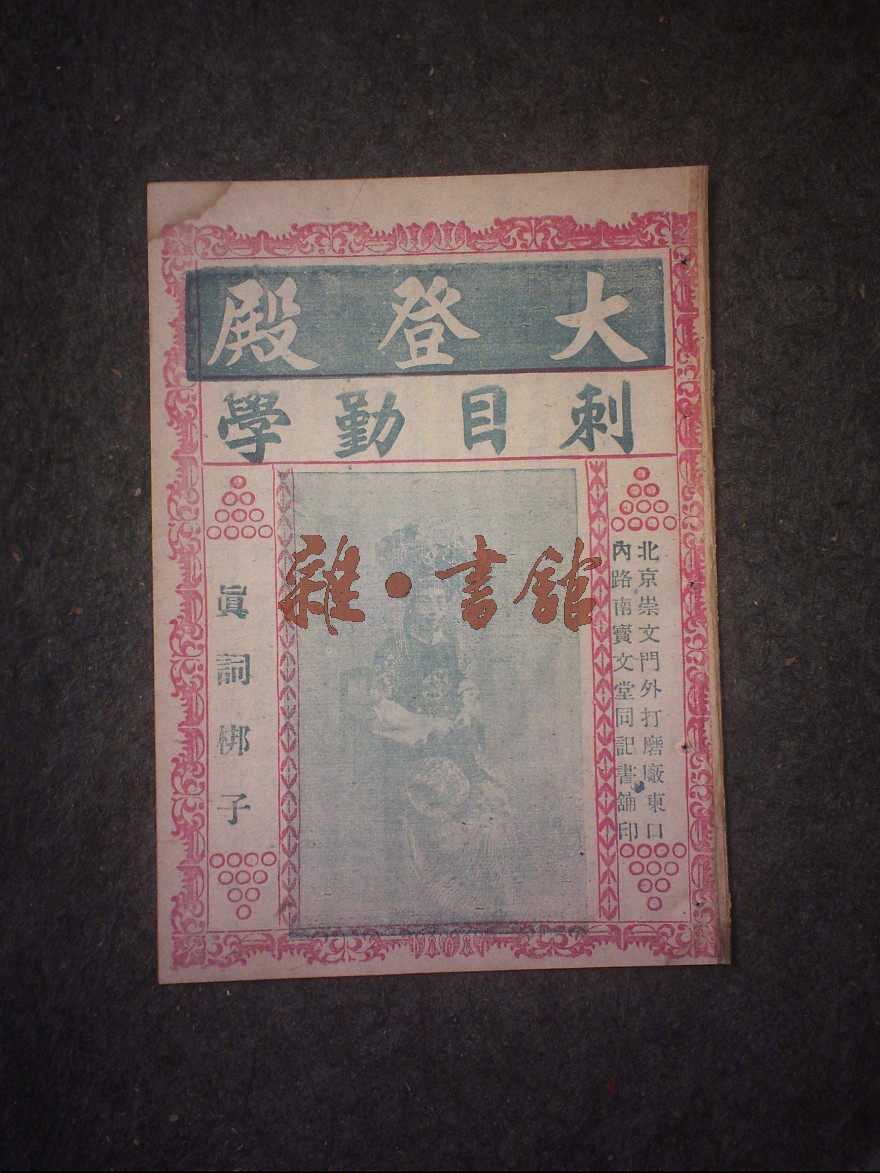 大登殿
刺目勤學
北京崇文門外打磨廠東口
內路南寶文堂同記書舖印
眞詞梆子
雜·書館